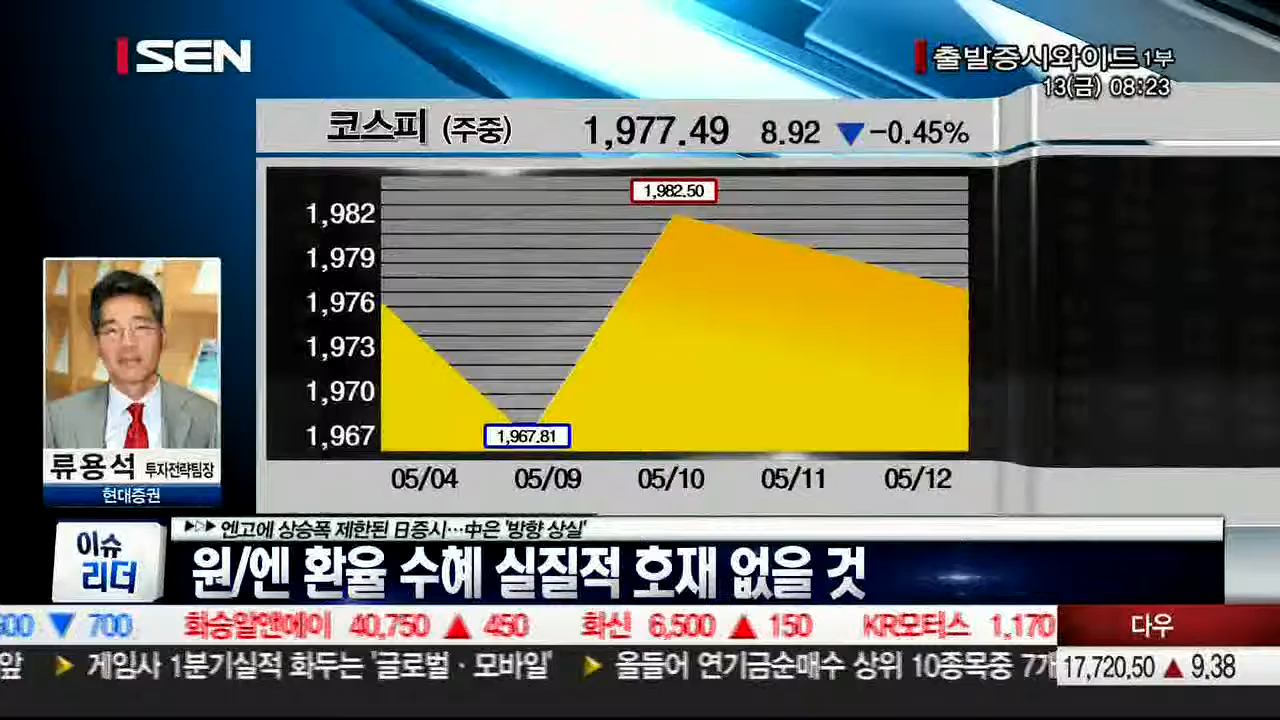 SEN
출발증시와이드 1부
13(금) 08:23
코스피 (주중) 1,977.49 8.92 ▼-0.45%
1,982.50
1,982
1,979
1,976
1,973
1,970
1,967
1,967.81
05/04 05/09 05/10 05/11 05/12
류용석 투자전략팀장
현대증권
이슈
리더
▶▷▶ 엔고에 상승폭 제한된 日증시…中은 '방향 상실'
원/엔 환율 수혜 실질적 호재 없을 것
▼ 700 화승알앤에이 40,750 ▲ 450 화신 6,500 ▲ 150 KR모터스 1,170
다우
앞 ▶ 게임사 1분기실적 화두는 '글로벌·모바일' ▶ 올들어 연기금순매수 상위 10종목중 7개
17,720.50 ▲ 9.38